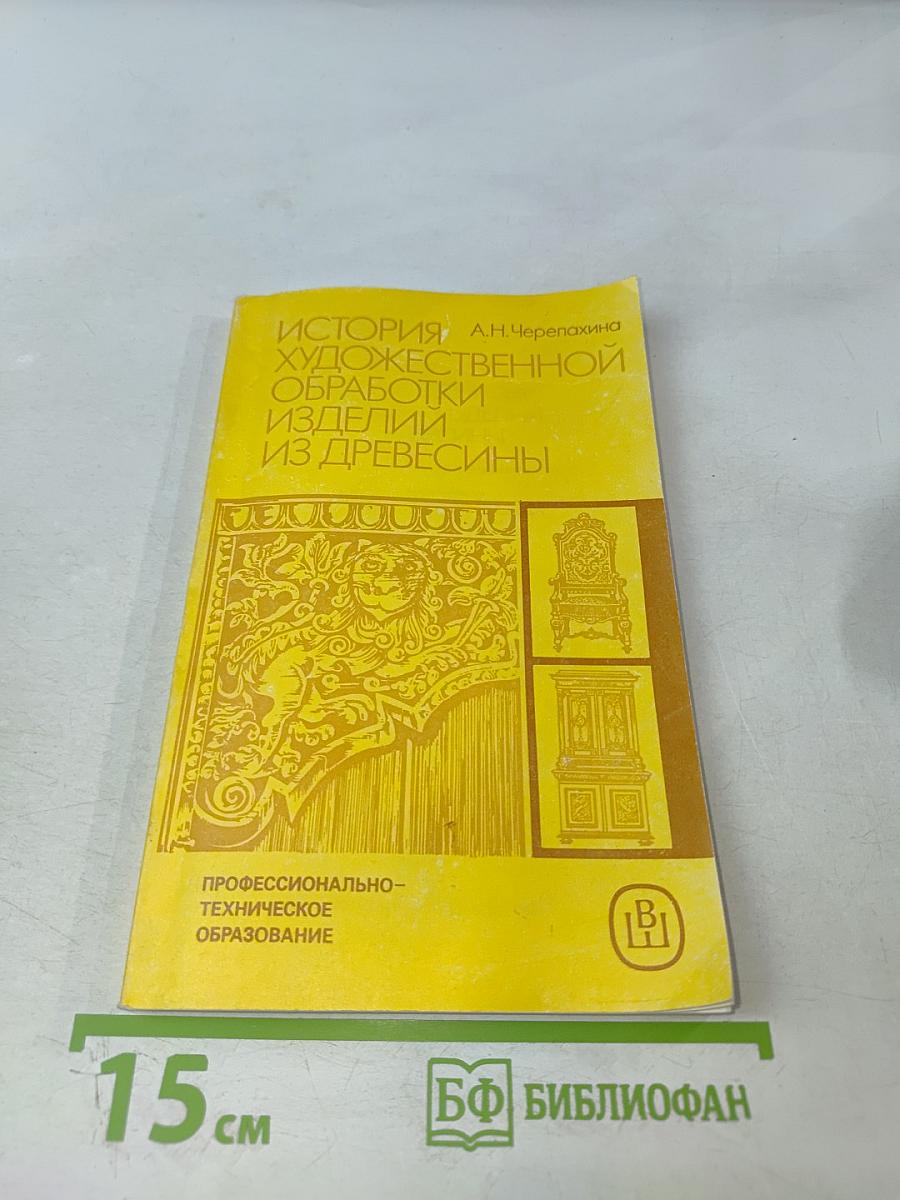 А.Н.Черепахина
ИСТОРИЯ
ХУДОЖЕСТВЕННОЙ
ОБРАБОТКИ
ИЗДЕЛИЙ
ИЗ ДРЕВЕСИНЫ
ПРОФЕССИОНАЛЬНО-
ТЕХНИЧЕСКОЕ
ОБРАЗОВАНИЕ
ВШ
15 см
БФ БИБЛИОФАН